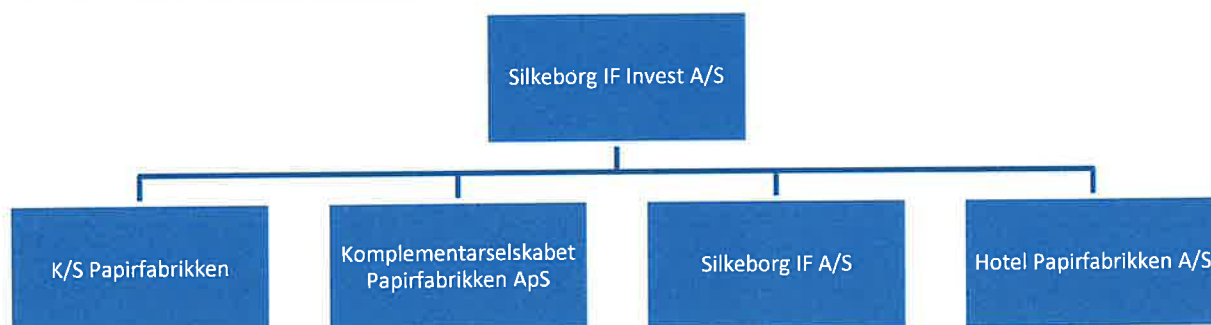 Silkeborg IF Invest A/S
K/S Papirfabrikken
Komplementarselskabet
Papirfabrikken ApS
Silkeborg IF A/S
Hotel Papirfabrikken A/S